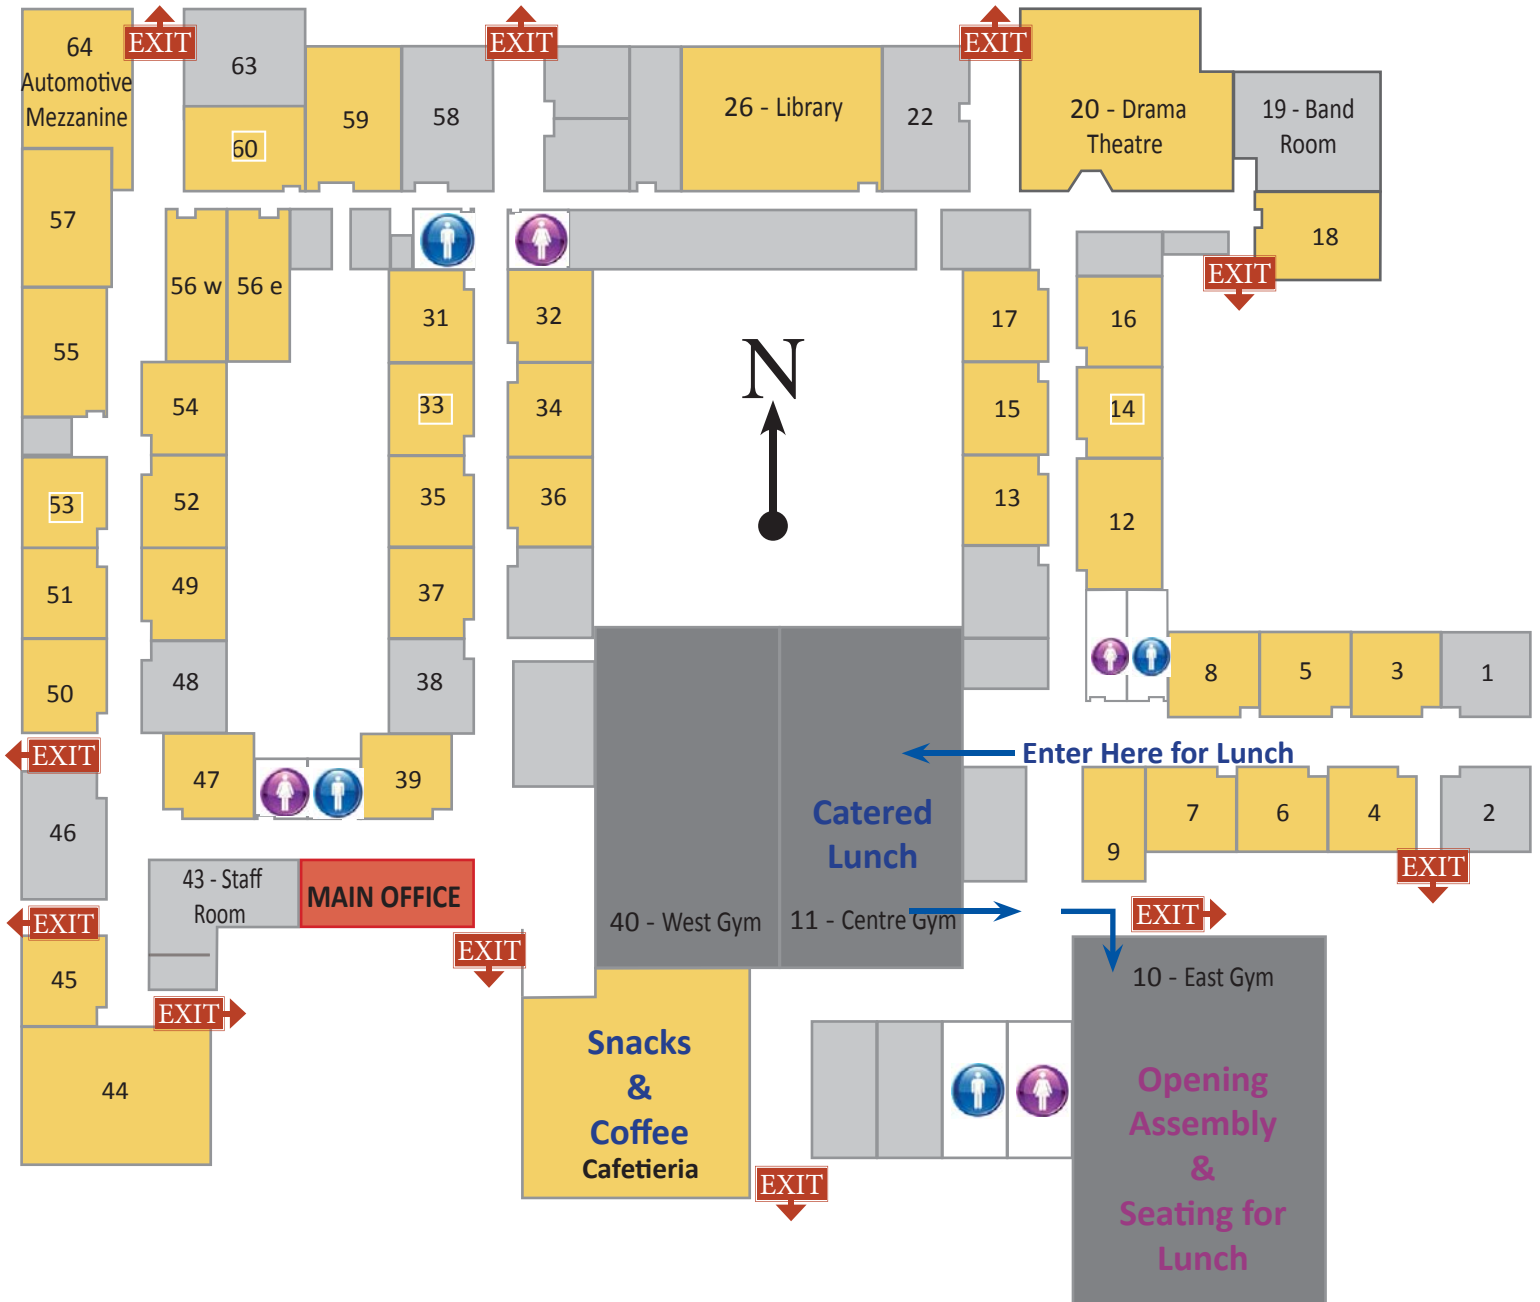 EXIT
EXIT
EXIT
64
Automotive
Mezzanine
63
59
58
60
26 - Library
22
20 - Drama
Theatre
19 - Band
Room
57
18
EXIT
56 w
56 e
31
32
17
16
N
55
54
33
34
15
14
53
52
35
36
13
12
51
49
37
50
48
38
8
5
3
1
EXIT
Enter Here for Lunch
47
39
46
Catered
Lunch
9
7
6
4
2
EXIT
43 - Staff
Room
MAIN OFFICE
EXIT
40 - West Gym
11 - Centre Gym
EXIT
EXIT
45
10 - East Gym
EXIT
44
Snacks
&
Coffee
Cafetieria
Opening
Assembly
&
Seating for
Lunch
EXIT